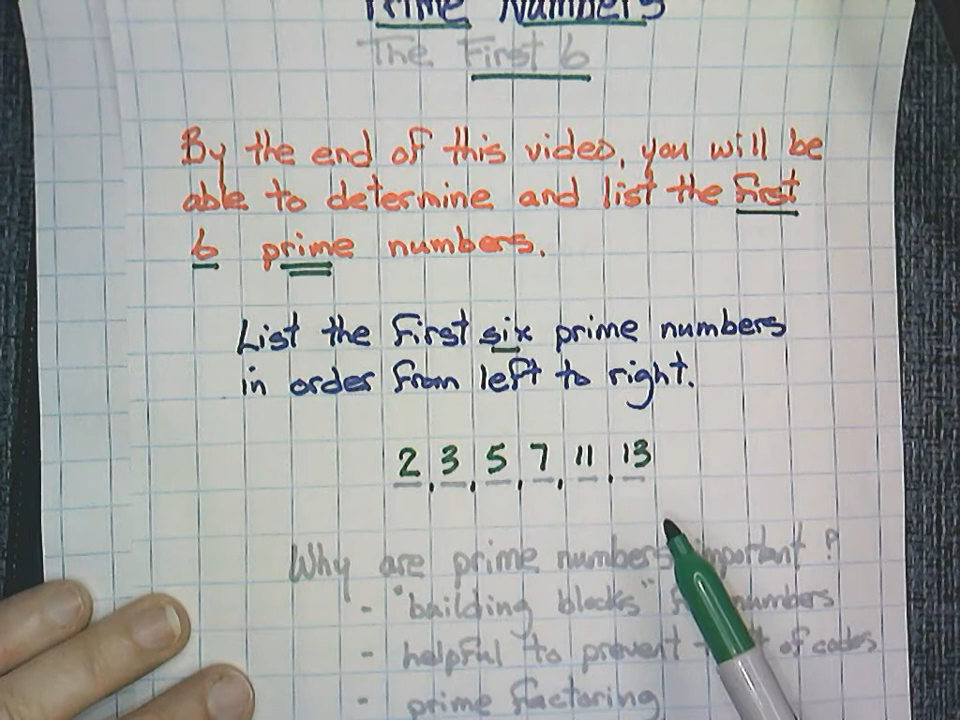 Prime Numbers
The First 6
By the end of this video, you will be
able to determine and list the first
6 prime numbers.
List the first six prime numbers
in order from left to right.
2, 3, 5, 7, 11, 13
Why are prime numbers important?
- "building blocks" numbers
- helpful to prevent of codes
- prime factoring